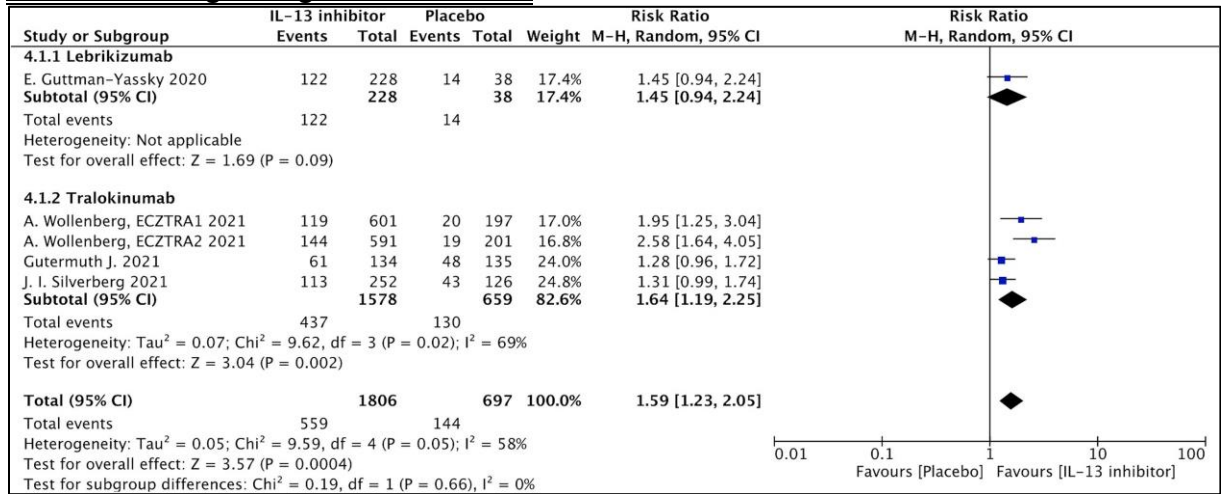 IL-13 inhibitor Placebo Risk Ratio Risk Ratio
Study or Subgroup Events Total Events Total Weight M-H, Random, 95% CI M-H, Random, 95% CI
4.1.1 Lebrikizumab
E. Guttman-Yassky 2020 122 228 14 38 17.4% 1.45 [0.94, 2.24]
Subtotal (95% CI) 228 38 17.4% 1.45 [0.94, 2.24]
Total events 122 14
Heterogeneity: Not applicable
Test for overall effect: Z = 1.69 (P = 0.09)
4.1.2 Tralokinumab
A. Wollenberg, ECZTRA1 2021 119 601 20 197 17.0% 1.95 [1.25, 3.04]
A. Wollenberg, ECZTRA2 2021 144 591 19 201 16.8% 2.58 [1.64, 4.05]
Gutermuth J. 2021 61 134 48 135 24.0% 1.28 [0.96, 1.72]
J. I. Silverberg 2021 113 252 43 126 24.8% 1.31 [0.99, 1.74]
Subtotal (95% CI) 1578 659 82.6% 1.64 [1.19, 2.25]
Total events 437 130
Heterogeneity: Tau² = 0.07; Chi² = 9.62, df = 3 (P = 0.02); I² = 69%
Test for overall effect: Z = 3.04 (P = 0.002)
Total (95% CI) 1806 697 100.0% 1.59 [1.23, 2.05]
Total events 559 144
Heterogeneity: Tau² = 0.05; Chi² = 9.59, df = 4 (P = 0.05); I² = 58%
Test for overall effect: Z = 3.57 (P = 0.0004)
Test for subgroup differences: Chi² = 0.19, df = 1 (P = 0.66), I² = 0%
0.01 0.1 1 10 100
Favours [Placebo] Favours [IL-13 inhibitor]